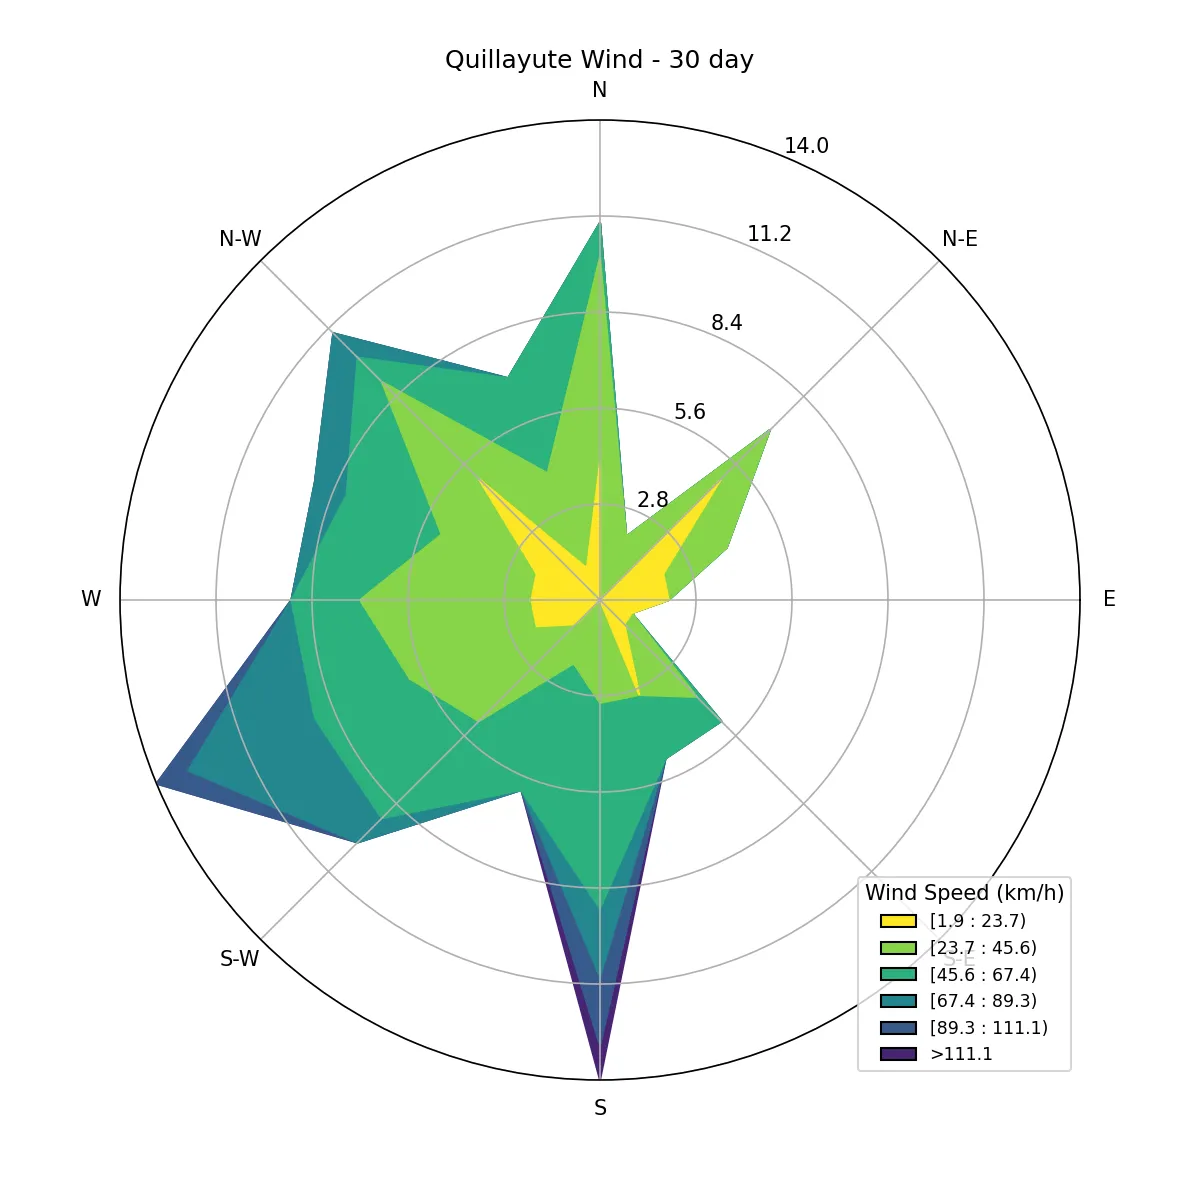 Quillayute Wind - 30 day
N
14.0
N-W
11.2
N-E
8.4
5.6
2.8
W
E
Wind Speed (km/h)
[1.9 : 23.7)
[23.7 : 45.6)
S-W
S-E
[45.6 : 67.4)
[67.4 : 89.3)
[89.3 : 111.1)
>111.1
S